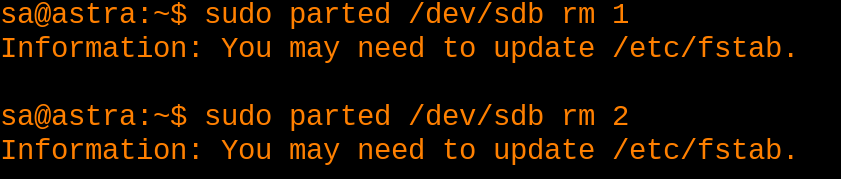 sa@astra:~$ sudo parted /dev/sdb rm 1
Information: You may need to update /etc/fstab.
sa@astra:~$ sudo parted /dev/sdb rm 2
Information: You may need to update /etc/fstab.